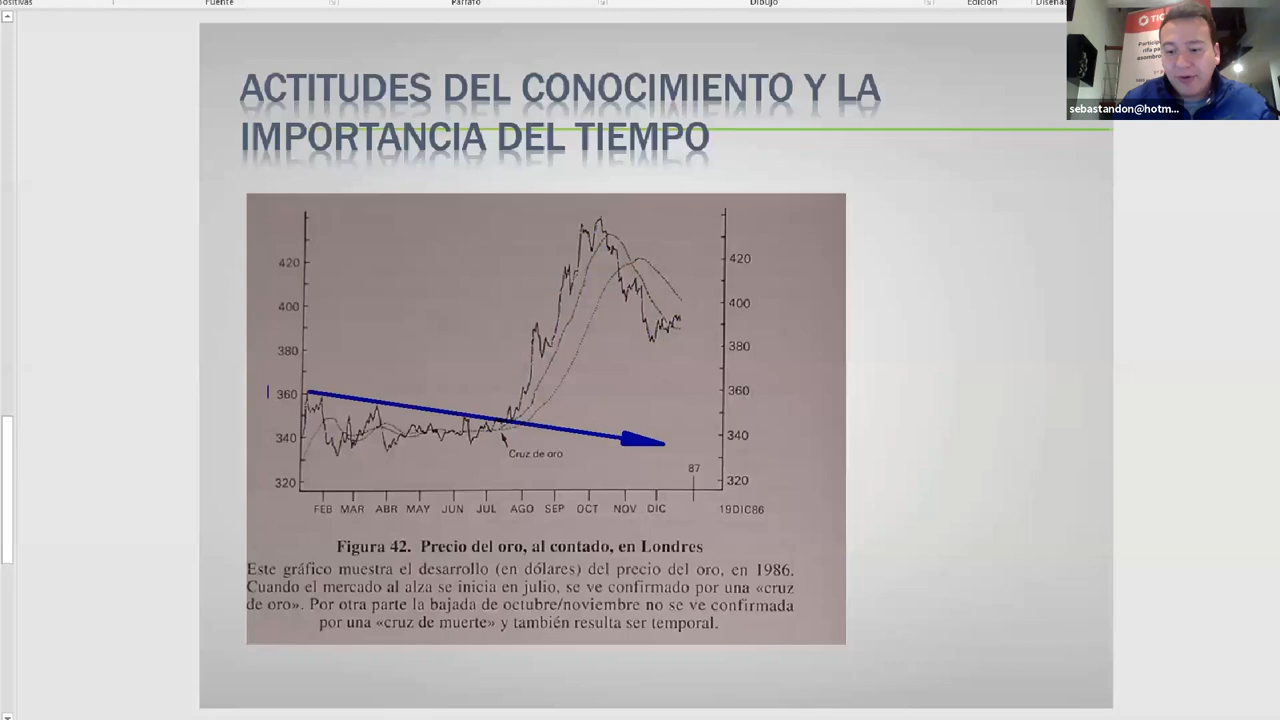 Fuente
Párrafo
Dibujo
Edición
ACTITUDES DEL CONOCIMIENTO Y LA
IMPORTANCIA DEL TIEMPO
sebastandon@hotm...
420
400
380
360
340
320
420
400
380
360
340
320
Cruz de oro
87
FEB MAR ABR MAY JUN JUL AGO SEP OCT NOV DIC 19DIC86
Figura 42. Precio del oro, al contado, en Londres
Este gráfico muestra el desarrollo (en dólares) del precio del oro, en 1986.
Cuando el mercado al alza se inicia en julio, se ve confirmado por una «cruz
de oro». Por otra parte la bajada de octubre/noviembre no se ve confirmada
por una «cruz de muerte» y también resulta ser temporal.